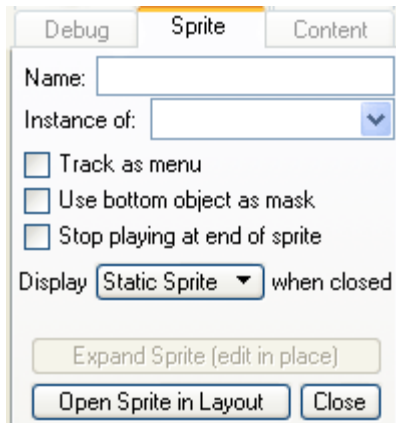 Debug Sprite Content
Name:
Instance of:
Track as menu
Use bottom object as mask
Stop playing at end of sprite
Display Static Sprite when closed
Expand Sprite (edit in place)
Open Sprite in Layout Close